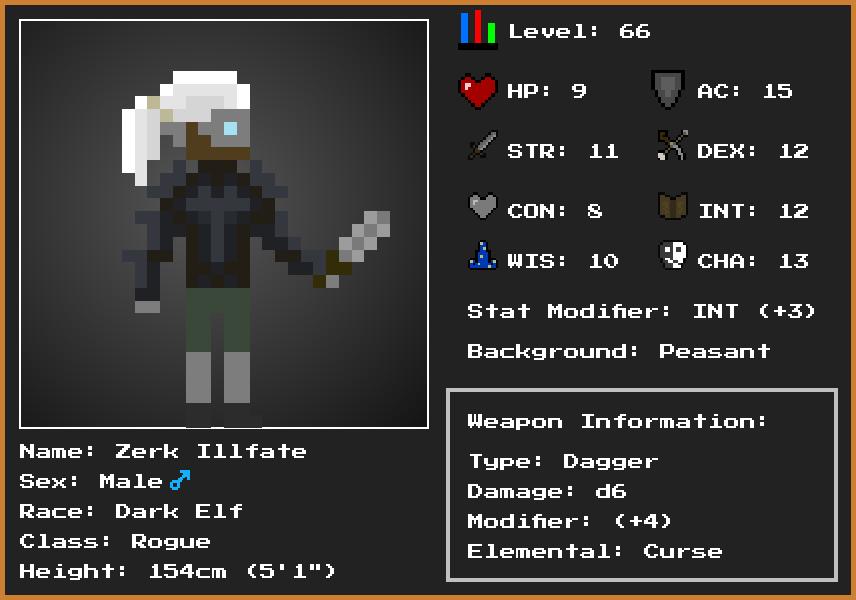 Level: 66
HP: 9
AC: 15
STR: 11
DEX: 12
CON: 8
INT: 12
WIS: 10
CHA: 13
Stat Modifier: INT (+3)
Background: Peasant
Weapon Information:
Type: Dagger
Damage: d6
Modifier: (+4)
Elemental: Curse
Name: Zerk Illfate
Sex: Male ♂
Race: Dark Elf
Class: Rogue
Height: 154cm (5'1")